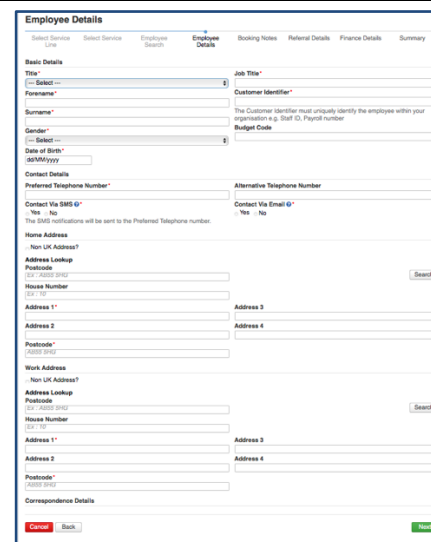 Employee Details
Select Service Line Select Service Employee Search Employee Details Booking Notes Referral Details Finance Details Summary
Basic Details
Title* Job Title*
--- Select ---
Forename* Customer Identifier*
Surname* The Customer Identifier must uniquely identify the employee within your organisation e.g. Staff ID, Payroll number
Gender* Budget Code
--- Select ---
Date of Birth*
dd/MM/yyyy
Contact Details
Preferred Telephone Number* Alternative Telephone Number
Contact Via SMS ?* Contact Via Email ?*
Yes No Yes No
The SMS notifications will be sent to the Preferred Telephone number.
Home Address
Non UK Address?
Address Lookup
Postcode
Ex : AB55 5HG Search
House Number
Ex : 10
Address 1* Address 3
Address 2 Address 4
Postcode*
AB55 5HG
Work Address
Non UK Address?
Address Lookup
Postcode
Ex : AB55 5HG Search
House Number
Ex : 10
Address 1* Address 3
Address 2 Address 4
Postcode*
AB55 5HG
Correspondence Details
Cancel Back Next